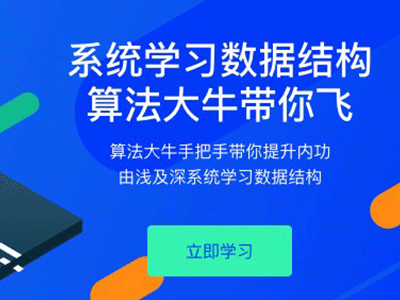 系统学习数据结构
算法大牛带你飞
算法大牛手把手带你提升内功
由浅及深系统学习数据结构
立即学习